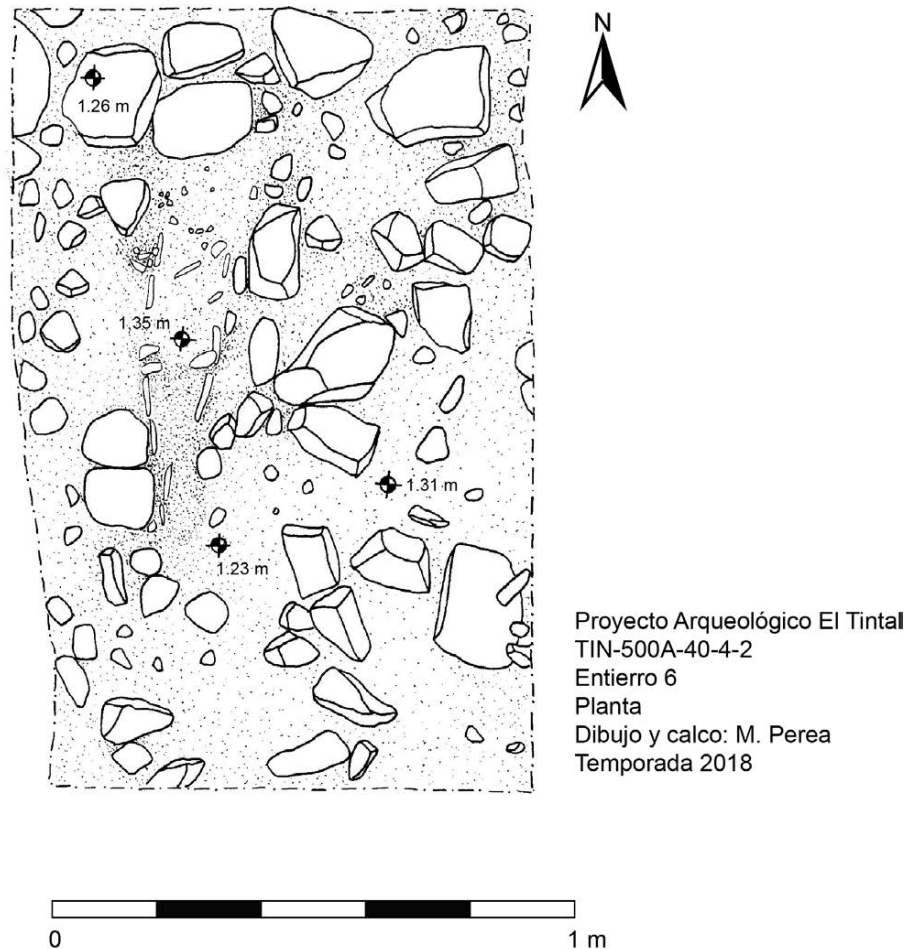 N
1.26 m
1.35 m
1.31 m
1.23 m
Proyecto Arqueológico El Tintal
TIN-500A-40-4-2
Entierro 6
Planta
Dibujo y calco: M. Perea
Temporada 2018
0 1 m